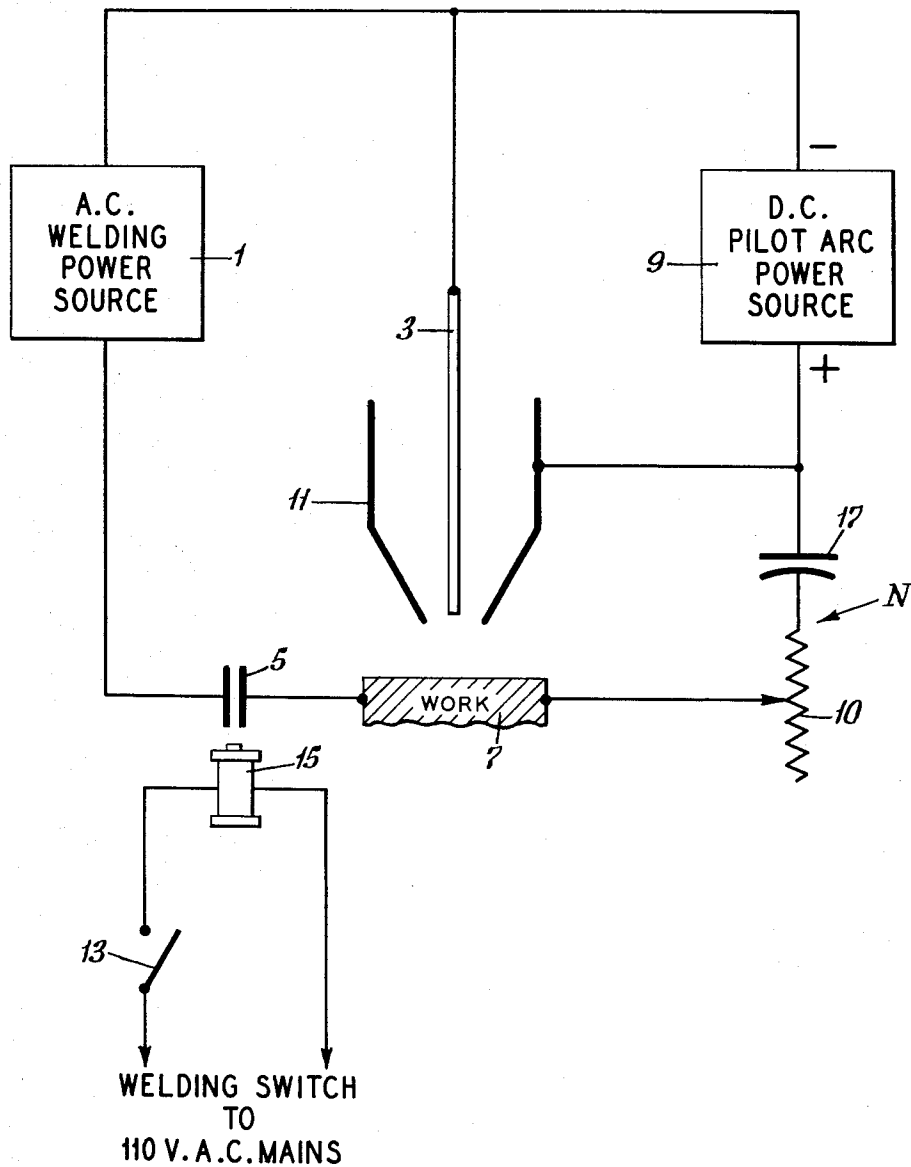 A.C.
WELDING
POWER
SOURCE
1
3
−
D.C.
PILOT ARC
POWER
SOURCE
9
+
11
17
N
5
WORK
7
10
15
13
WELDING SWITCH
TO
110 V. A.C. MAINS